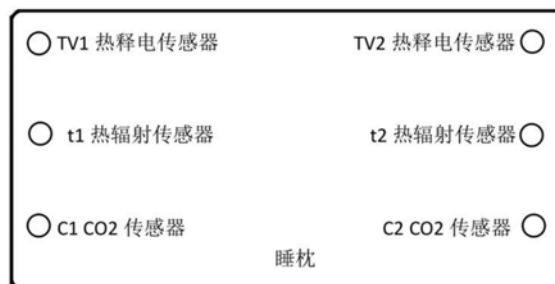 TV1 热释电传感器 TV2 热释电传感器
t1 热辐射传感器 t2 热辐射传感器
C1 CO2 传感器 C2 CO2 传感器
睡枕